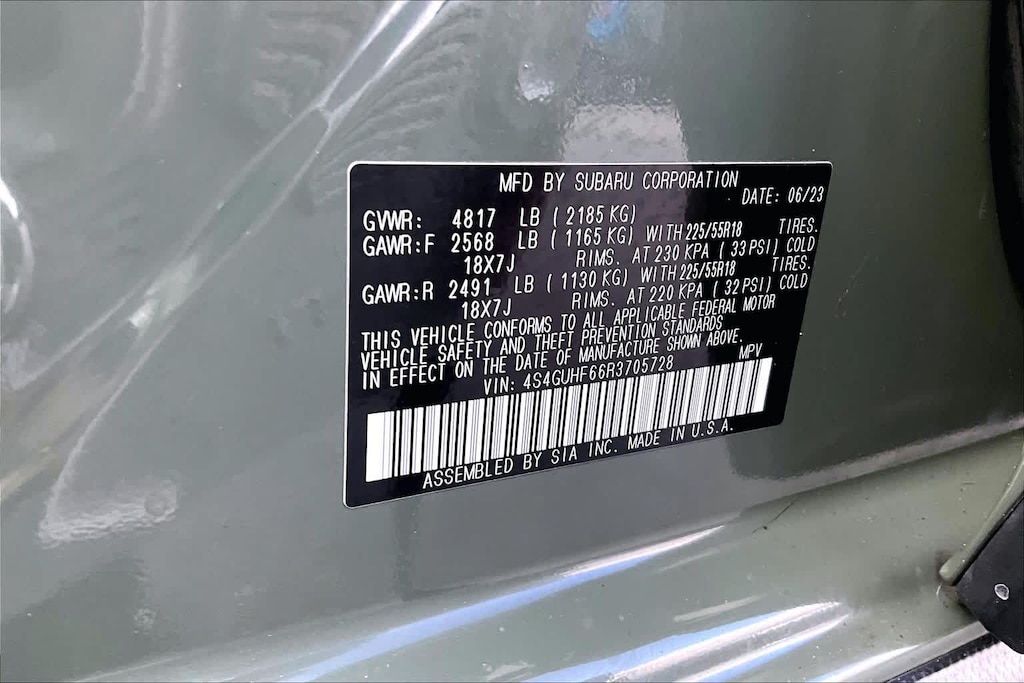 MFD BY SUBARU CORPORATION
DATE: 06/23
GVWR: 4817 LB ( 2185 KG)
GAWR:F 2568 LB ( 1165 KG) WITH 225/55R18 TIRES.
18X7J RIMS. AT 230 KPA ( 33 PSI) COLD
GAWR:R 2491 LB ( 1130 KG) WITH 225/55R18 TIRES.
18X7J RIMS. AT 220 KPA ( 32 PSI) COLD
THIS VEHICLE CONFORMS TO ALL APPLICABLE FEDERAL MOTOR
VEHICLE SAFETY AND THEFT PREVENTION STANDARDS
IN EFFECT ON THE DATE OF MANUFACTURE SHOWN ABOVE.
VIN: 4S4GUHF66R3705728 MPV
ASSEMBLED BY SIA INC. MADE IN U.S.A.